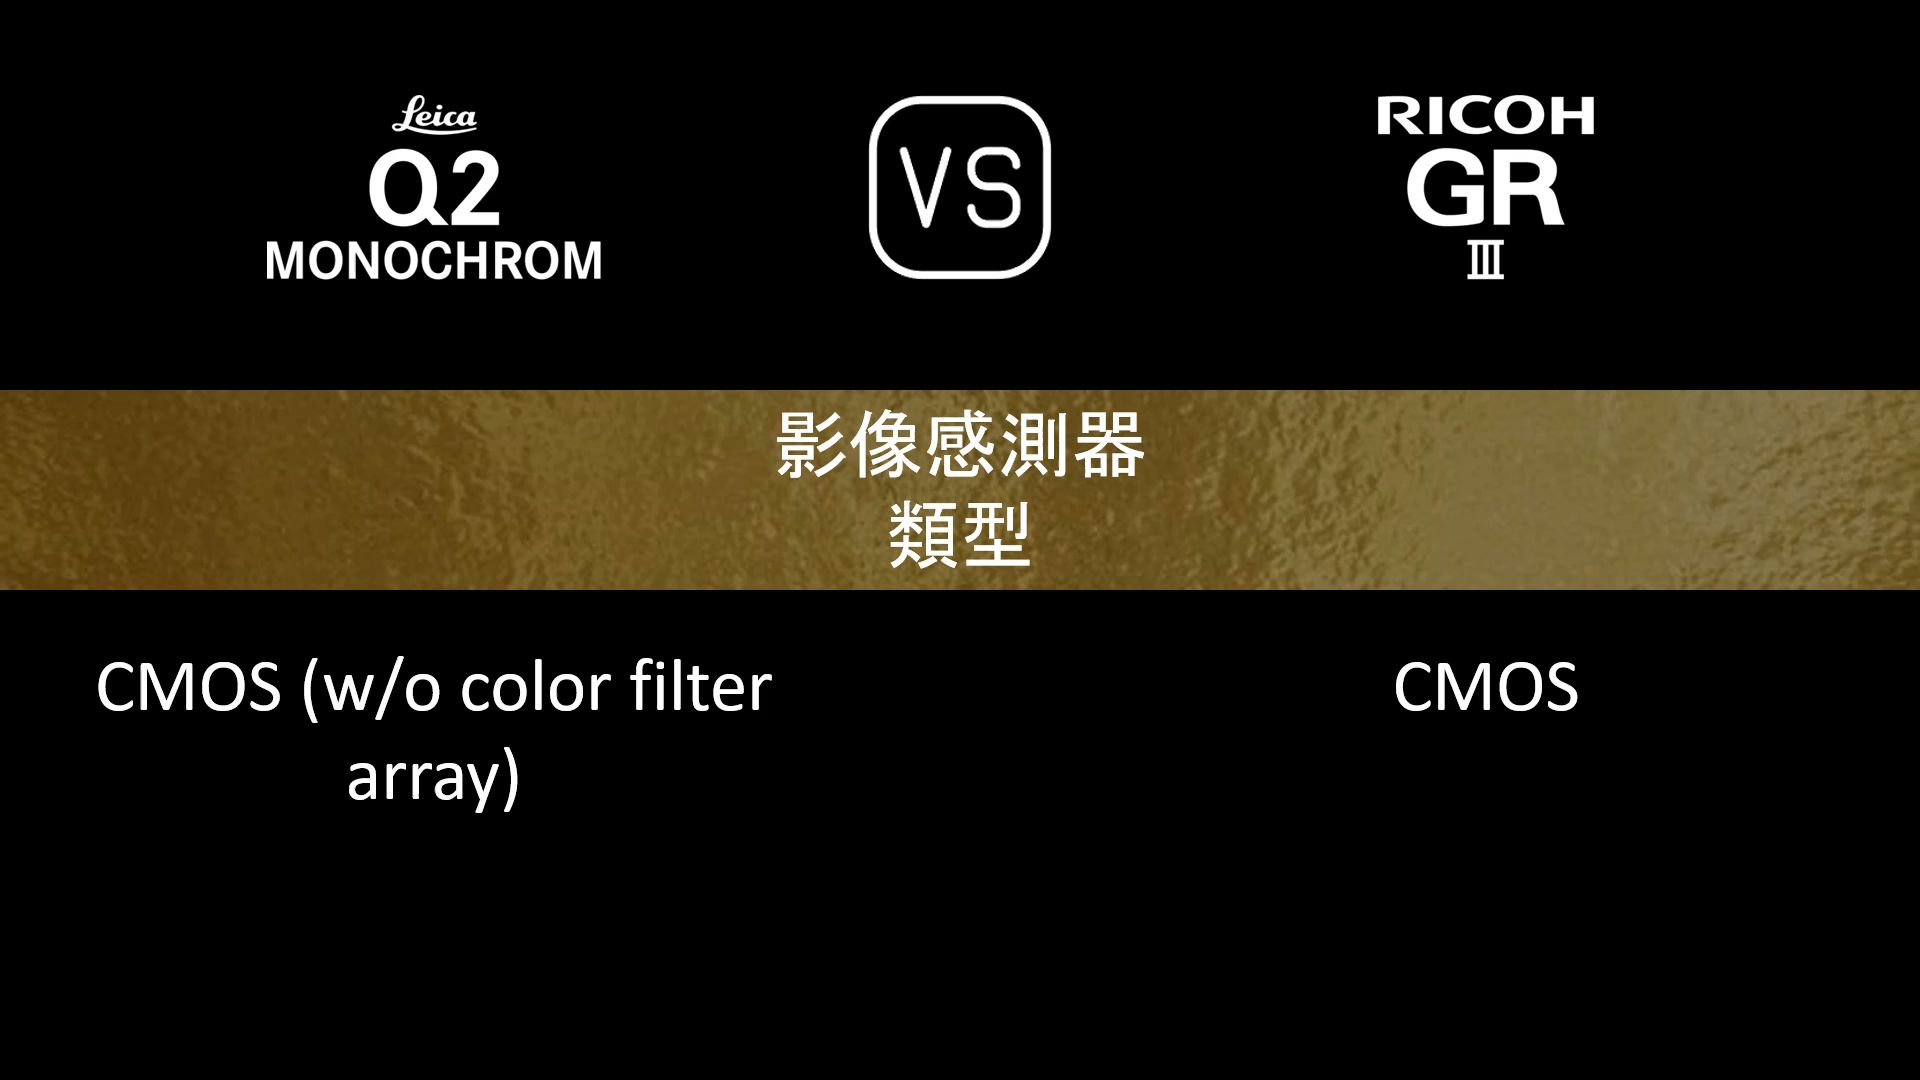 Leica
Q2
MONOCHROM
VS
RICOH
GR
III
影像感測器
類型
CMOS (w/o color filter
array)
CMOS